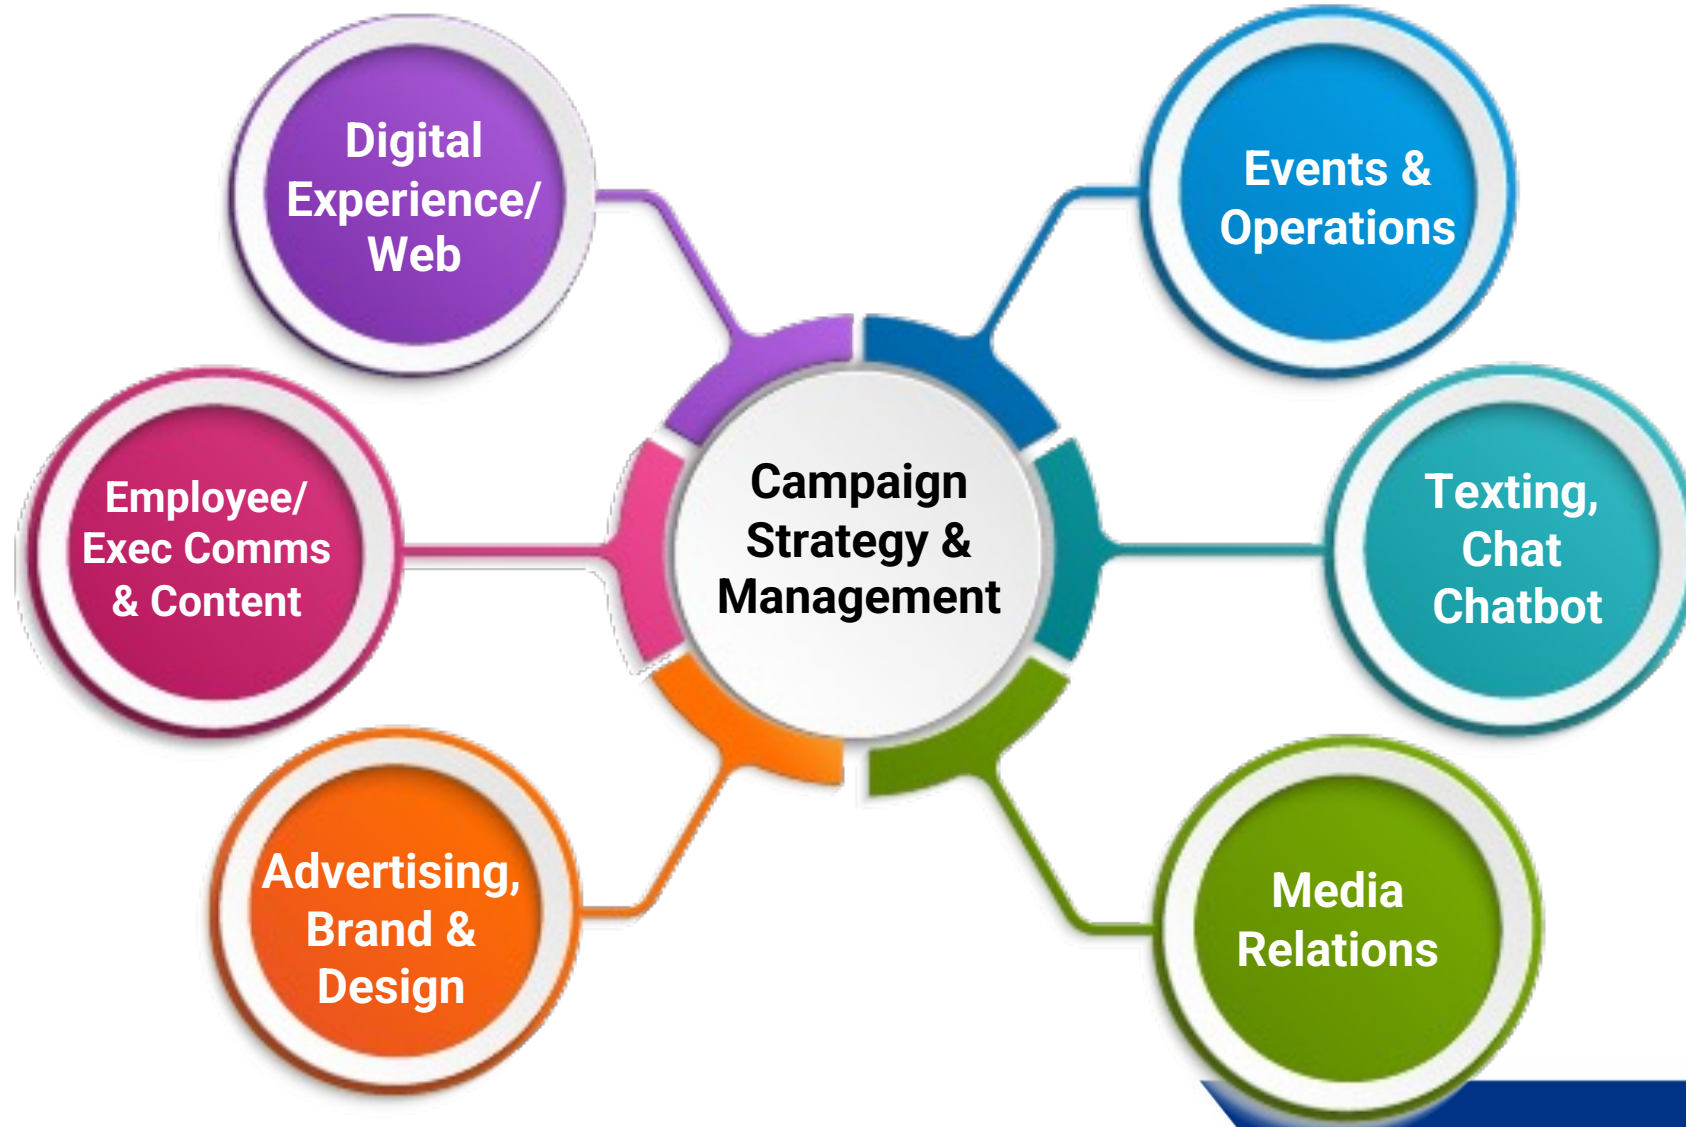 Digital
Experience/
Web
Events &
Operations
Employee/
Exec Comms
& Content
Campaign
Strategy &
Management
Texting,
Chat
Chatbot
Advertising,
Brand &
Design
Media
Relations